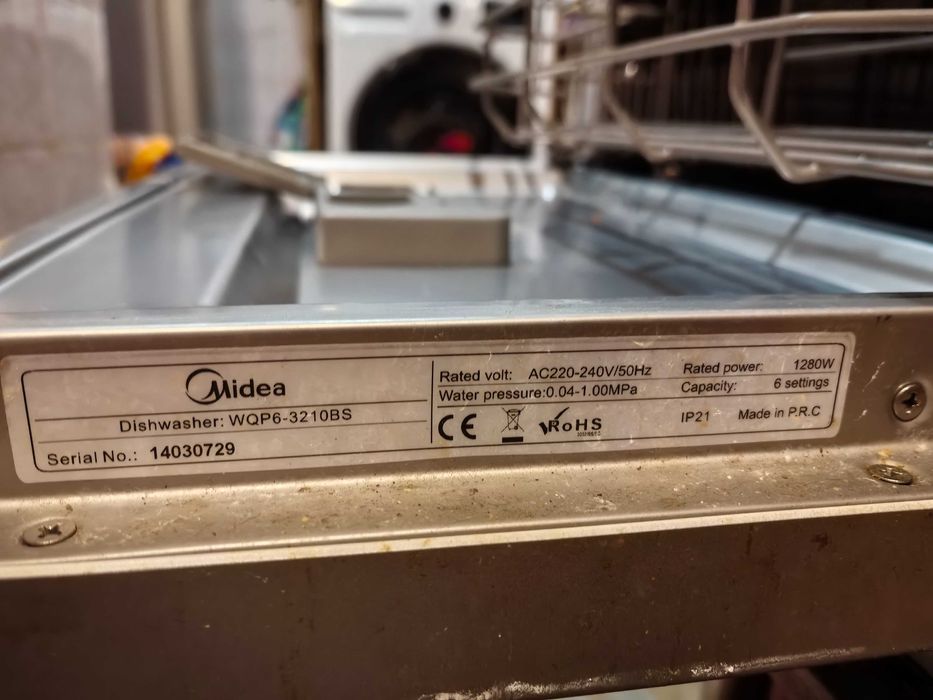 Midea
Dishwasher: WQP6-3210BS
Serial No.: 14030729
Rated volt: AC220-240V/50Hz
Rated power: 1280W
Water pressure:0.04-1.00MPa
Capacity: 6 settings
CE
RoHS
IP21
Made in P.R.C